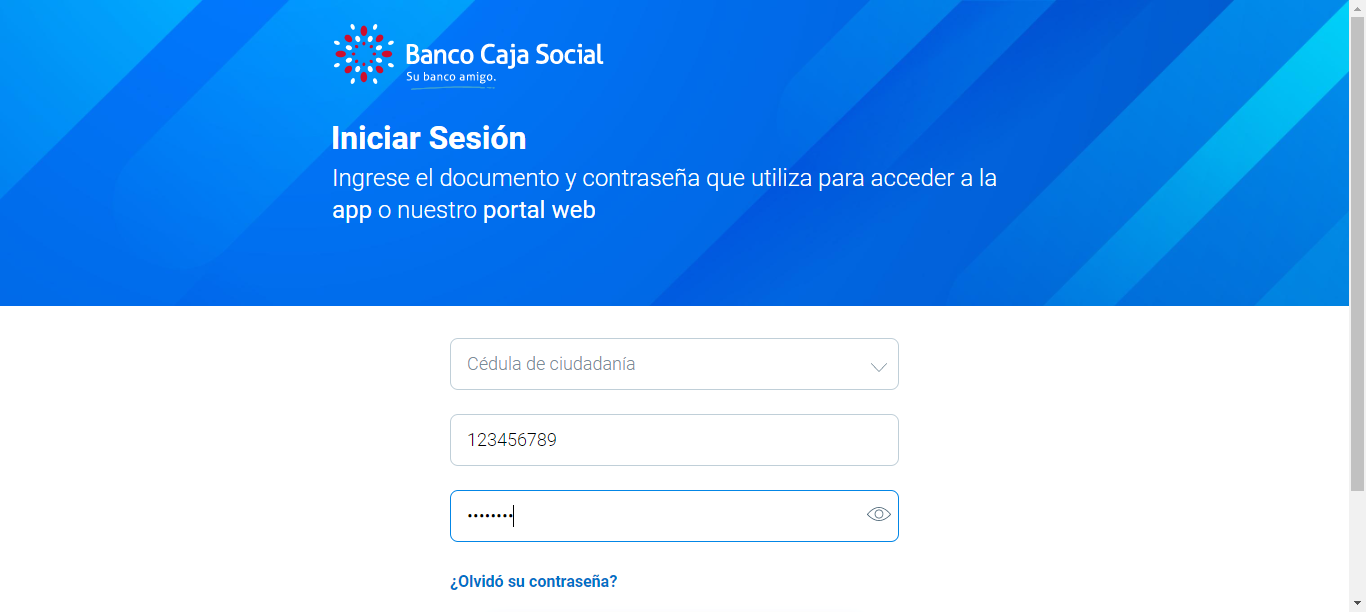 Banco Caja Social
Su banco amigo.
Iniciar Sesión
Ingrese el documento y contraseña que utiliza para acceder a la
app o nuestro portal web
Cédula de ciudadanía
123456789
••••••••
¿Olvidó su contraseña?